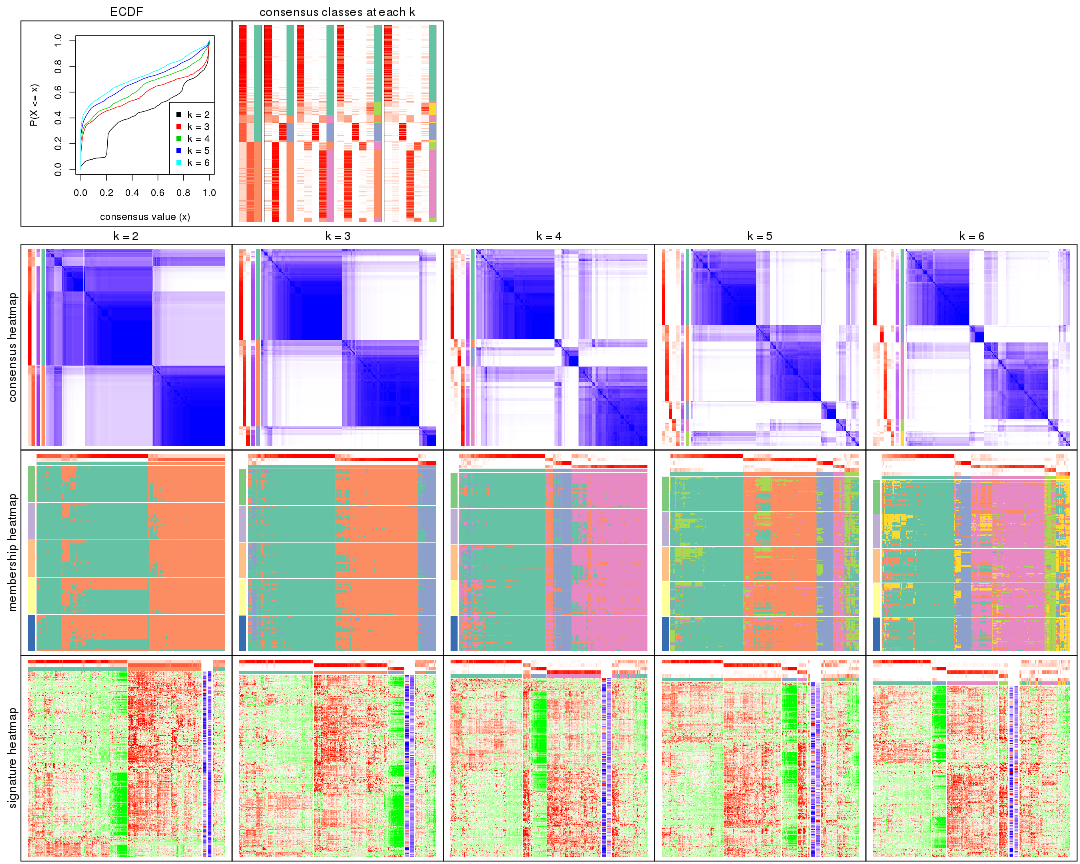 ECDF
consensus classes at each k
P(X <= x)
1.0
0.8
0.6
0.4
0.2
0.0
k = 2
k = 3
k = 4
k = 5
k = 6
0.0 0.2 0.4 0.6 0.8 1.0
consensus value (x)
k = 2 k = 3 k = 4 k = 5 k = 6
consensus heatmap
membership heatmap
signature heatmap